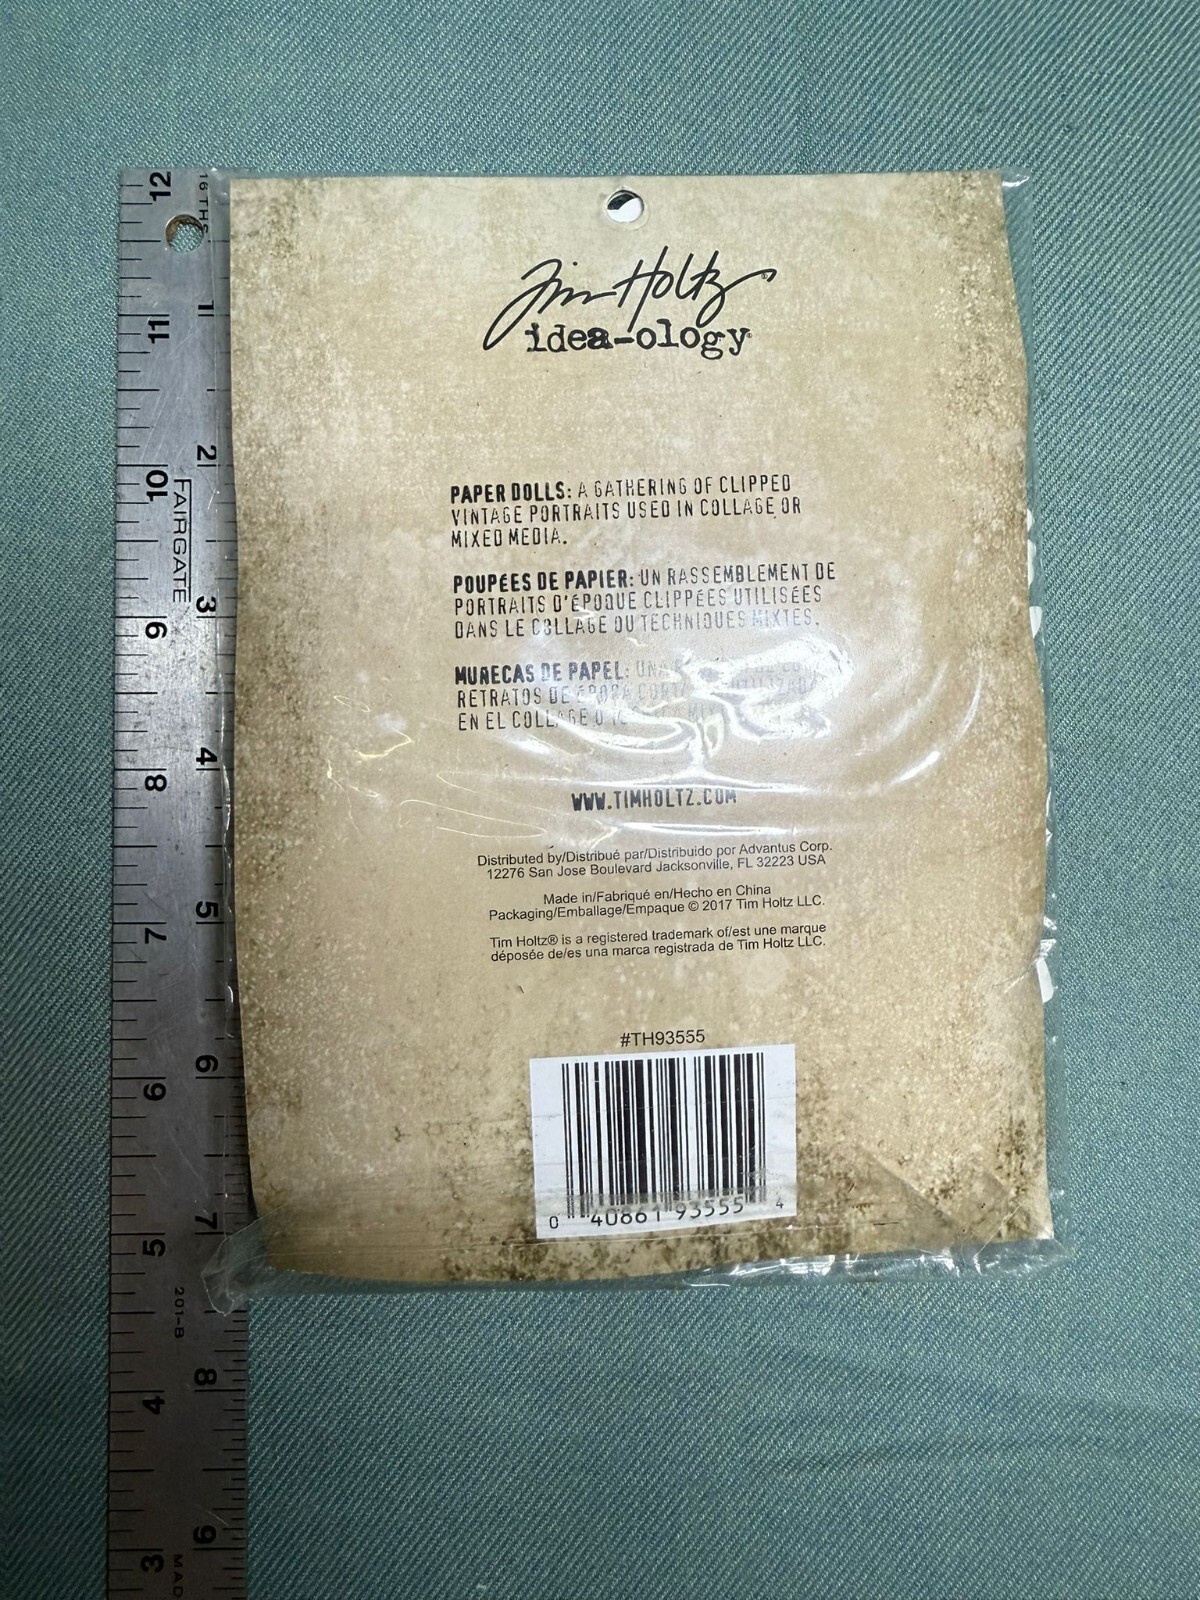 Tim Holtz®
idea-ology
PAPER DOLLS: A GATHERING OF CLIPPED
VINTAGE PORTRAITS USED IN COLLAGE OR
MIXED MEDIA.
POUPÉES DE PAPIER: UN RASSEMBLEMENT DE
PORTRAITS D'ÉPOQUE CLIPPÉES UTILISÉES
DANS LE COLLAGE OU TECHNIQUES MIXTES.
MUÑECAS DE PAPEL: UNA
RETRATOS DE ÉPOCA
EN EL COLLAGE O
WWW.TIMHOLTZ.COM
Distributed by/Distribué par/Distribuido por Advantus Corp.
12276 San Jose Boulevard Jacksonville, FL 32223 USA
Made in/Fabriqué en/Hecho en China
Packaging/Emballage/Empaque © 2017 Tim Holtz LLC.
Tim Holtz® is a registered trademark of/est une marque
déposée de/es una marca registrada de Tim Holtz LLC.
#TH93555
0 40861 93555 4
12 11 10 9 8 7 6 5 4 3
FAIRGATE
201-B
MAD
16 THS
1 2 3 4 5 6 7 8 9